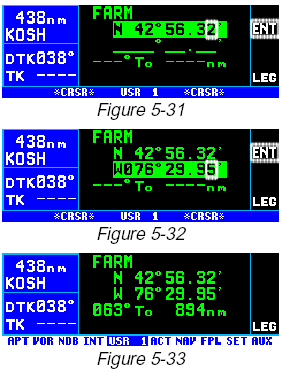 438nm FARM
KOSH N 42°56.32' ENT
___°__.__'
DTK038° ---°To ----nm
TK ---- LEG
*CRSR* USR 1 *CRSR*
Figure 5-31
438nm FARM
KOSH N 42°56.32' ENT
W076°29.95'
DTK038° ---°To ----nm
TK ---- LEG
*CRSR* USR 1 *CRSR*
Figure 5-32
438nm FARM
KOSH N 42°56.32'
W 76°29.95'
DTK038° 063°To 894nm
TK ---- LEG
APT VOR NDB INT USR 1 ACT NAV FPL SET AUX
Figure 5-33